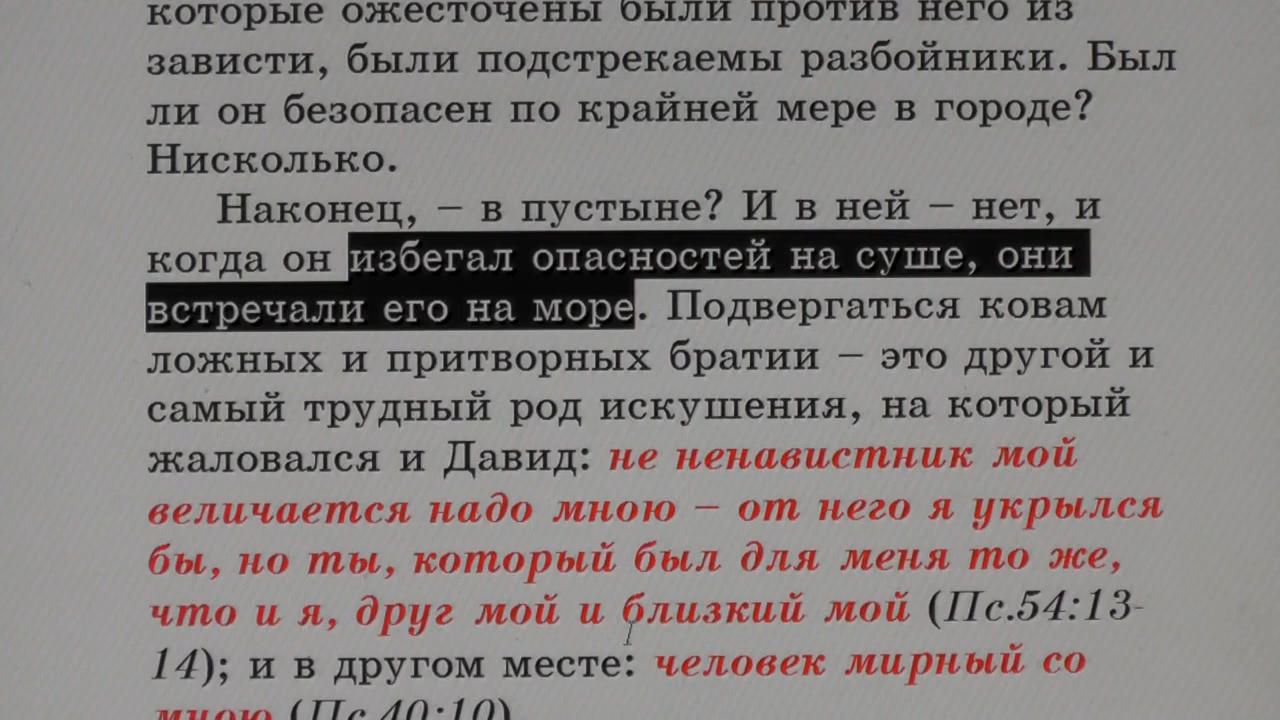 которые ожесточены были против него из
зависти, были подстрекаемы разбойники. Был
ли он безопасен по крайней мере в городе?
Нисколько.
Наконец, – в пустыне? И в ней – нет, и
когда он избегал опасностей на суше, они
встречали его на море. Подвергаться ковам
ложных и притворных братии – это другой и
самый трудный род искушения, на который
жаловался и Давид: не ненавистник мой
величается надо мною – от него я укрылся
бы, но ты, который был для меня то же,
что и я, друг мой и близкий мой (Пс.54:13-
14); и в другом месте: человек мирный со
мною (Пс.40:10)